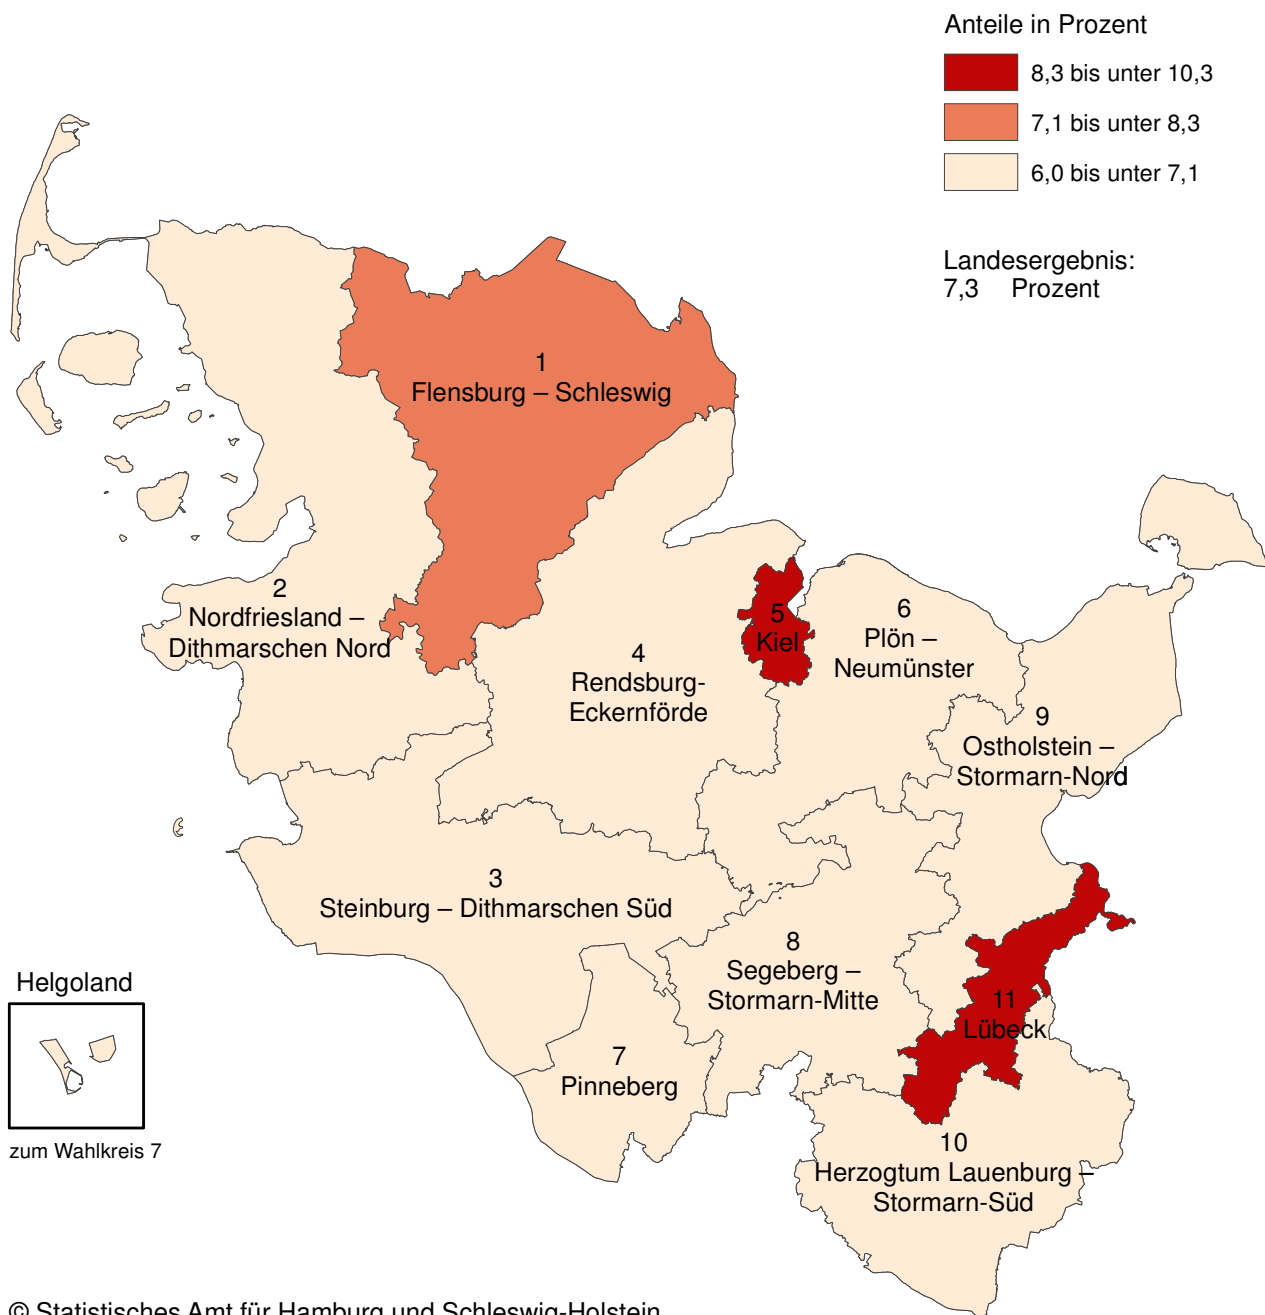 Anteile in Prozent
8,3 bis unter 10,3
7,1 bis unter 8,3
6,0 bis unter 7,1
Landesergebnis:
7,3 Prozent
1
Flensburg – Schleswig
2
Nordfriesland –
Dithmarschen Nord
4
Rendsburg-
Eckernförde
5
Kiel
6
Plön –
Neumünster
9
Ostholstein –
Stormarn-Nord
3
Steinburg – Dithmarschen Süd
8
Segeberg –
Stormarn-Mitte
11
Lübeck
Helgoland
zum Wahlkreis 7
7
Pinneberg
10
Herzogtum Lauenburg –
Stormarn-Süd
© Statistisches Amt für Hamburg und Schleswig-Holstein